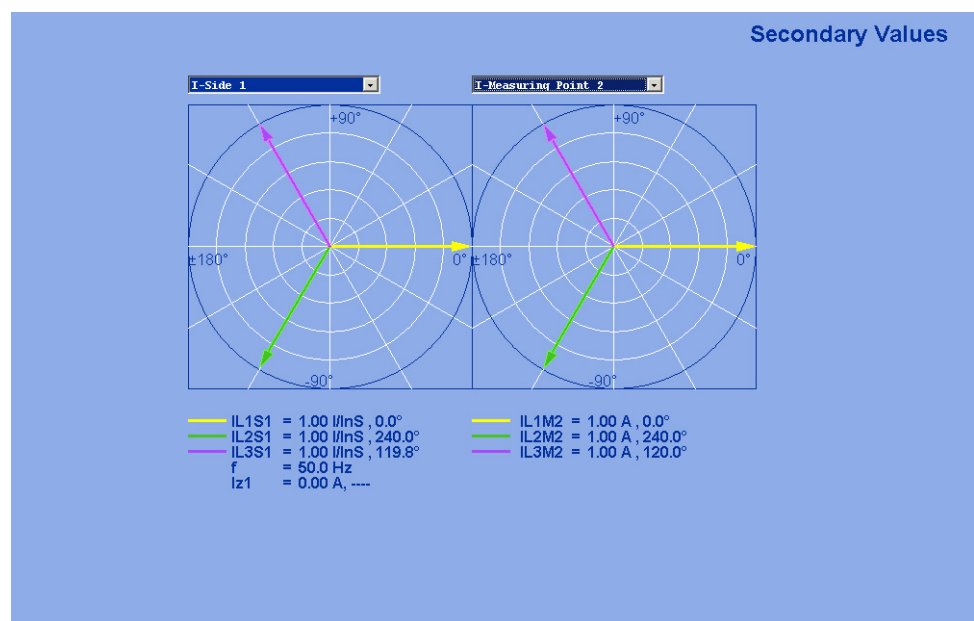 Secondary Values
I-Side 1
I-Measuring Point 2
+90°
+90°
±180°
0°
±180°
0°
-90°
-90°
IL1S1 = 1.00 I/InS , 0.0°
IL2S1 = 1.00 I/InS , 240.0°
IL3S1 = 1.00 I/InS , 119.8°
f = 50.0 Hz
Iz1 = 0.00 A, ----
IL1M2 = 1.00 A , 0.0°
IL2M2 = 1.00 A , 240.0°
IL3M2 = 1.00 A , 120.0°